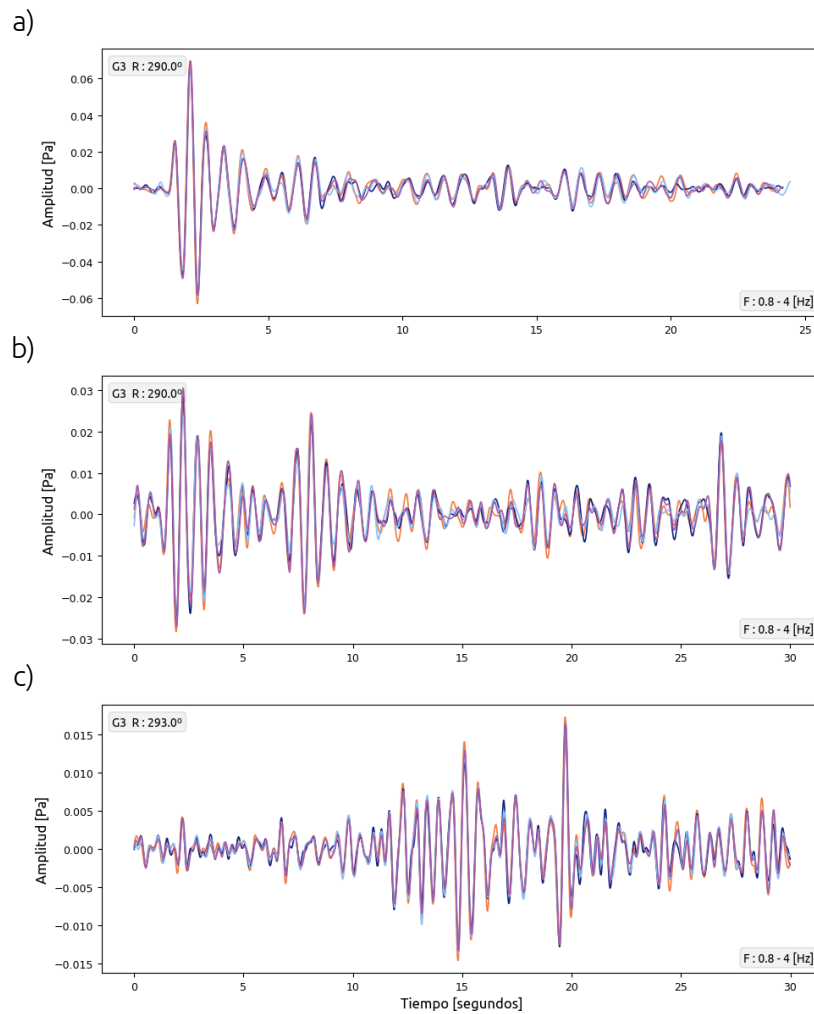 a)
G3 R : 290.0º
Amplitud [Pa]
0.06
0.04
0.02
0.00
−0.02
−0.04
−0.06
F : 0.8 - 4 [Hz]
0 5 10 15 20 25
b)
G3 R : 290.0º
Amplitud [Pa]
0.03
0.02
0.01
0.00
−0.01
−0.02
−0.03
F : 0.8 - 4 [Hz]
0 5 10 15 20 25 30
c)
G3 R : 293.0º
Amplitud [Pa]
0.015
0.010
0.005
0.000
−0.005
−0.010
−0.015
F : 0.8 - 4 [Hz]
0 5 10 15 20 25 30
Tiempo [segundos]